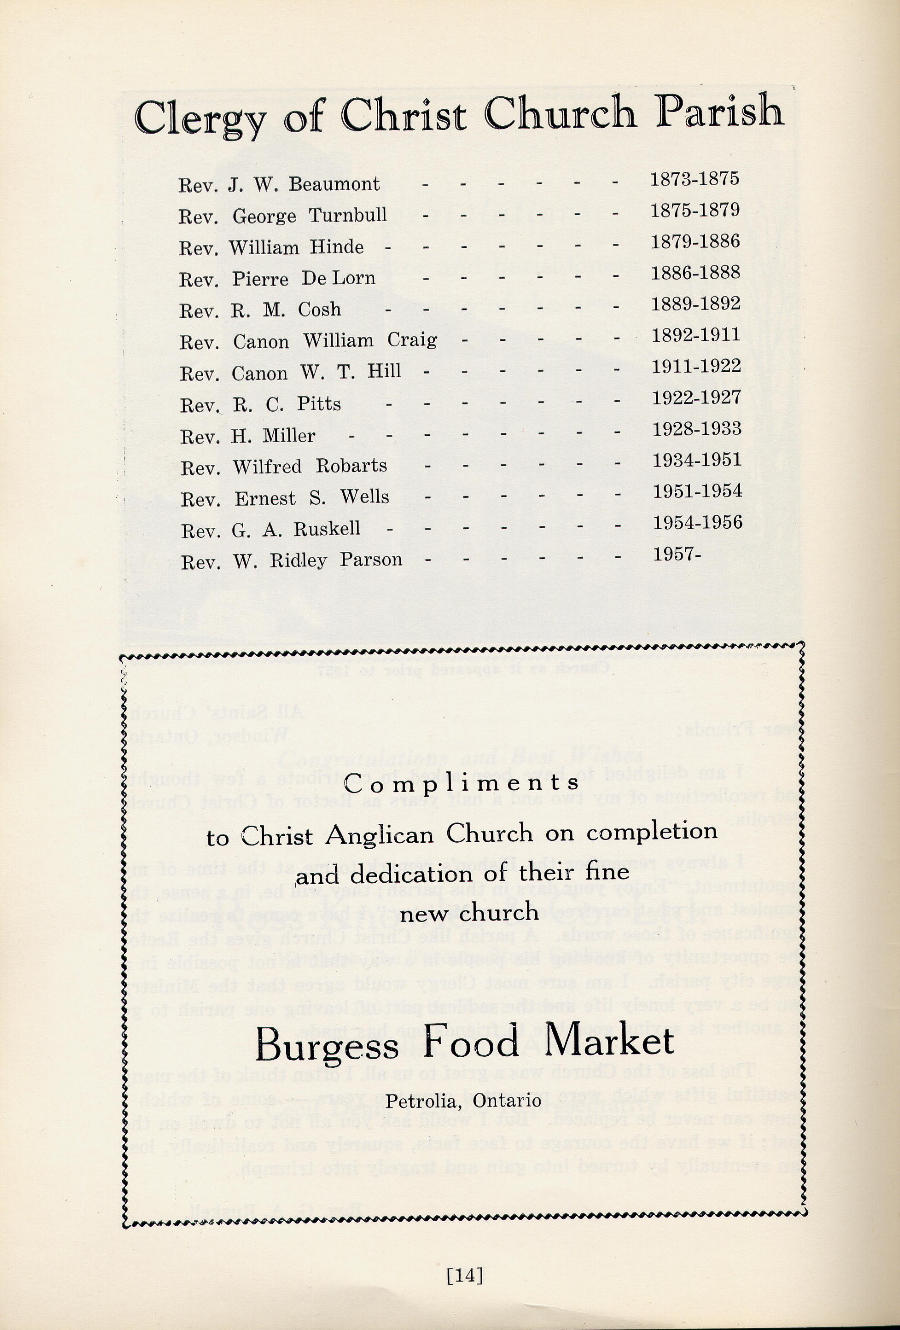 Clergy of Christ Church Parish
Rev. J. W. Beaumont - - - - - - 1873-1875
Rev. George Turnbull - - - - - - 1875-1879
Rev. William Hinde - - - - - - - 1879-1886
Rev. Pierre De Lorn - - - - - - 1886-1888
Rev. R. M. Cosh - - - - - - - 1889-1892
Rev. Canon William Craig - - - - - 1892-1911
Rev. Canon W. T. Hill - - - - - - 1911-1922
Rev. R. C. Pitts - - - - - - - 1922-1927
Rev. H. Miller - - - - - - - - 1928-1933
Rev. Wilfred Robarts - - - - - - 1934-1951
Rev. Ernest S. Wells - - - - - - 1951-1954
Rev. G. A. Ruskell - - - - - - - 1954-1956
Rev. W. Ridley Parson - - - - - - 1957-
Compliments
to Christ Anglican Church on completion
and dedication of their fine
new church
Burgess Food Market
Petrolia, Ontario
[14]